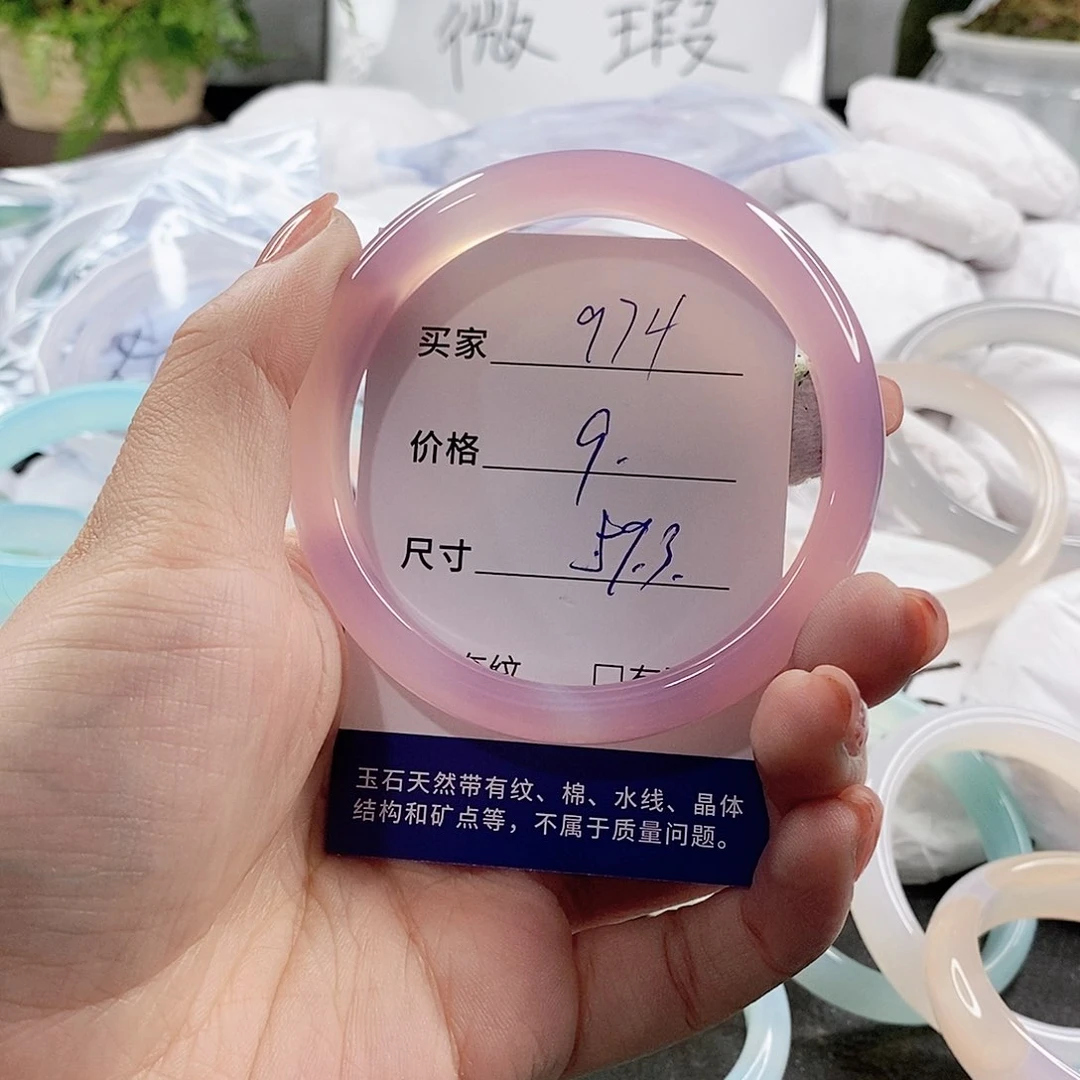 微瑕
买家 974
价格 9.
尺寸 59.3.
玉石天然带有纹、棉、水线、晶体
结构和矿点等，不属于质量问题。